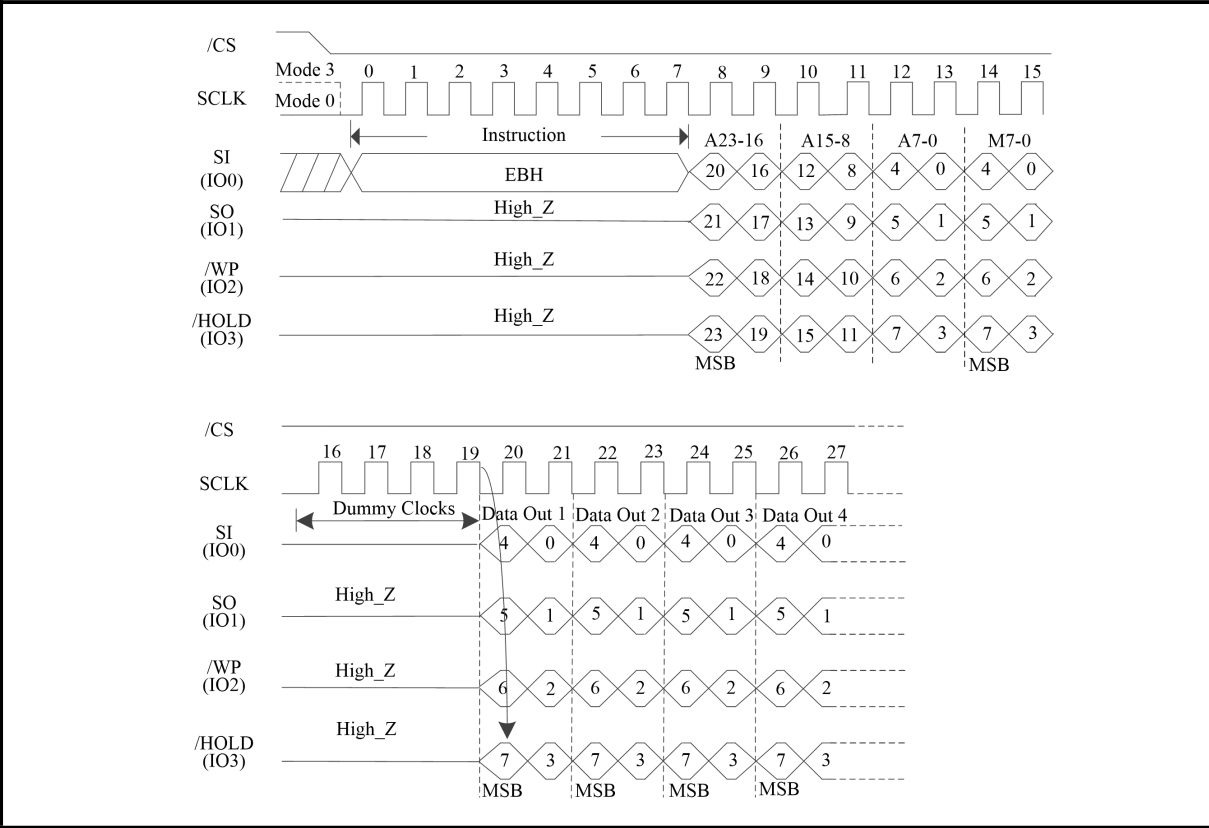 /CS
Mode 3 0 1 2 3 4 5 6 7 8 9 10 11 12 13 14 15
SCLK Mode 0
Instruction A23-16 A15-8 A7-0 M7-0
SI
(IO0) EBH 20 16 12 8 4 0 4 0
High_Z
SO
(IO1) 21 17 13 9 5 1 5 1
High_Z
/WP
(IO2) 22 18 14 10 6 2 6 2
High_Z
/HOLD
(IO3) 23 19 15 11 7 3 7 3
MSB MSB
/CS
16 17 18 19 20 21 22 23 24 25 26 27
SCLK
Dummy Clocks Data Out 1 Data Out 2 Data Out 3 Data Out 4
SI
(IO0) 4 0 4 0 4 0 4 0
High_Z
SO
(IO1) 5 1 5 1 5 1 5 1
High_Z
/WP
(IO2) 6 2 6 2 6 2 6 2
High_Z
/HOLD
(IO3) 7 3 7 3 7 3 7 3
MSB MSB MSB MSB